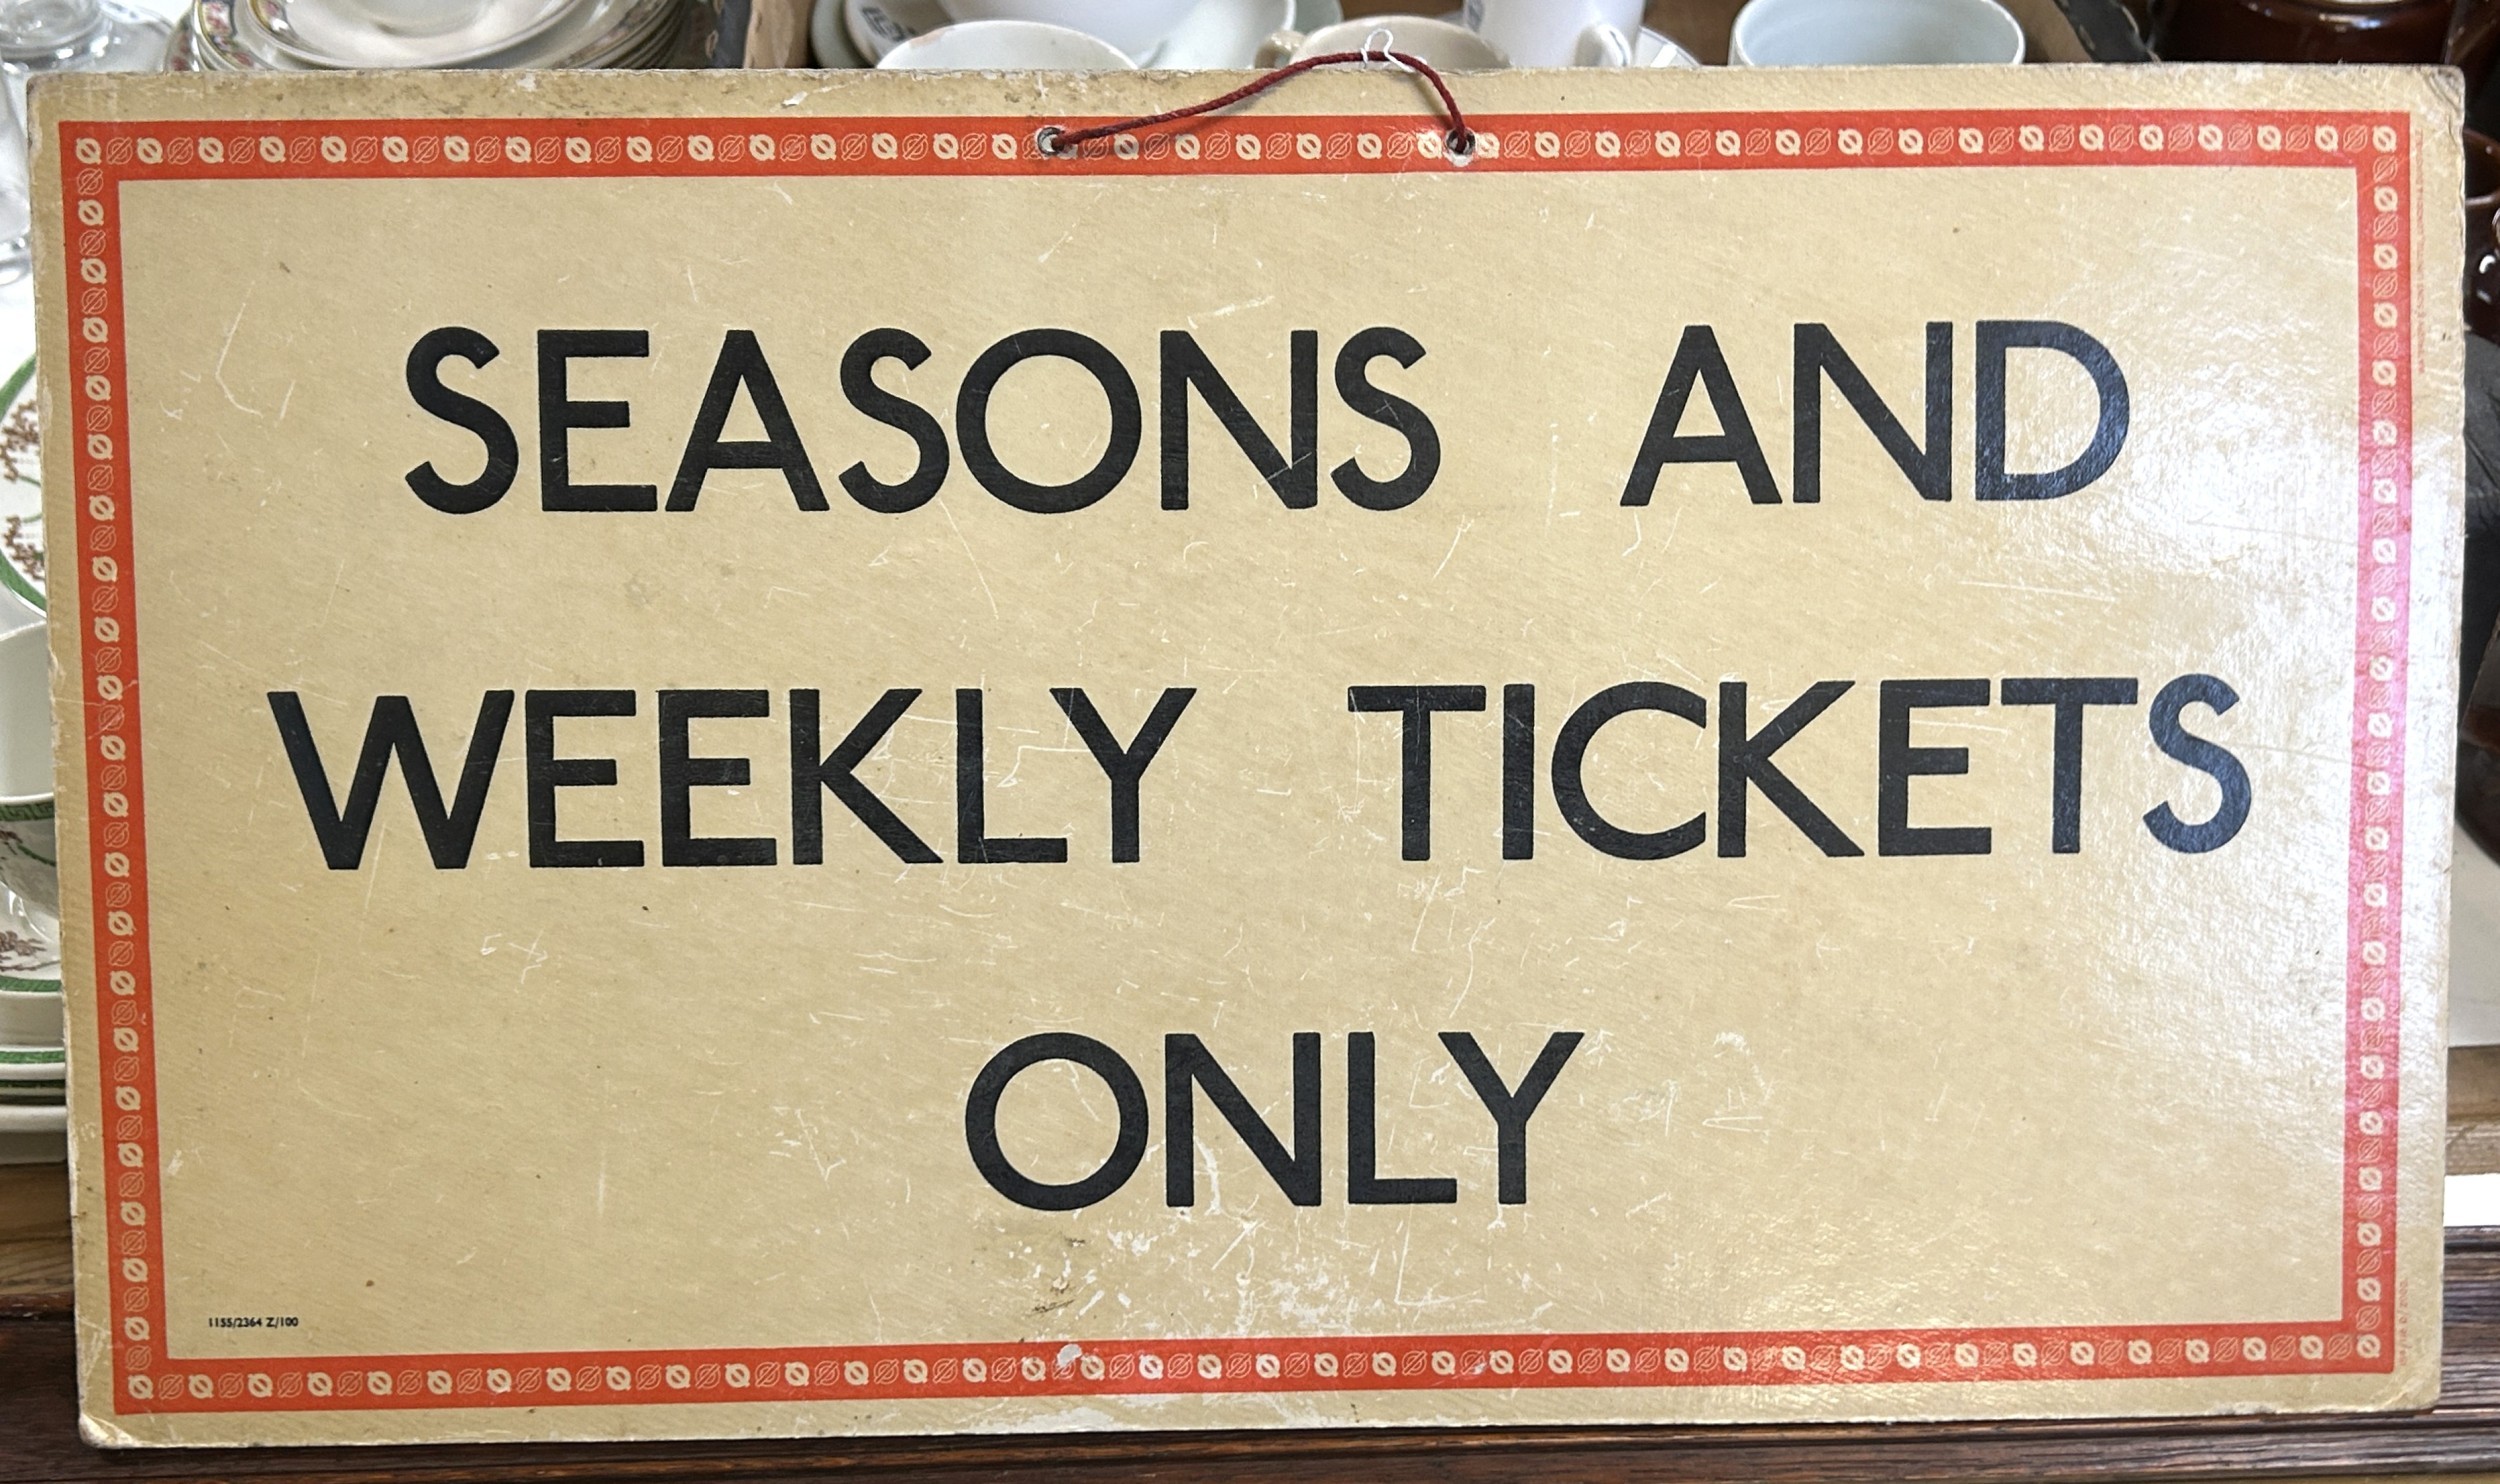 SEASONS AND
WEEKLY TICKETS
ONLY
1155/2364 Z/100